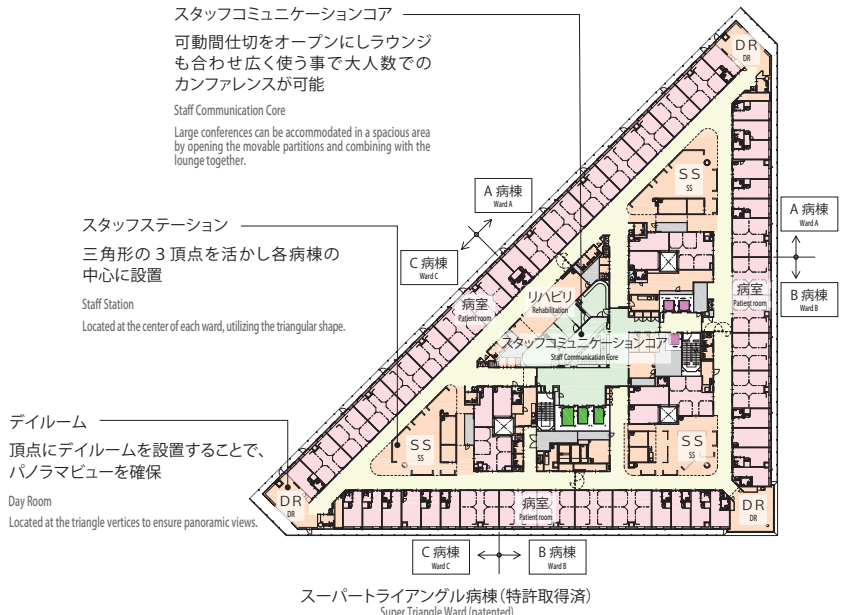 スタッフコミュニケーションコア
可動間仕切をオープンにしラウンジ
も合わせ広く使う事で大人数での
カンファレンスが可能
Staff Communication Core
Large conferences can be accommodated in a spacious area
by opening the movable partitions and combining with the
lounge together.
DR
DR
SS
SS
A 病棟
Ward A
C 病棟
Ward C
A 病棟
Ward A
B 病棟
Ward B
スタッフステーション
三角形の 3 頂点を活かし各病棟の
中心に設置
Staff Station
Located at the center of each ward, utilizing the triangular shape.
病室
Patient room
リハビリ
Rehabilitation
病室
Patient room
スタッフコミュニケーションコア
Staff Communication Core
デイルーム
頂点にデイルームを設置することで、
パノラマビューを確保
Day Room
Located at the triangle vertices to ensure panoramic views.
SS
SS
SS
SS
DR
DR
病室
Patient room
DR
DR
C 病棟
Ward C
B 病棟
Ward B
スーパートライアングル病棟(特許取得済)
Super Triangle Ward (patented)